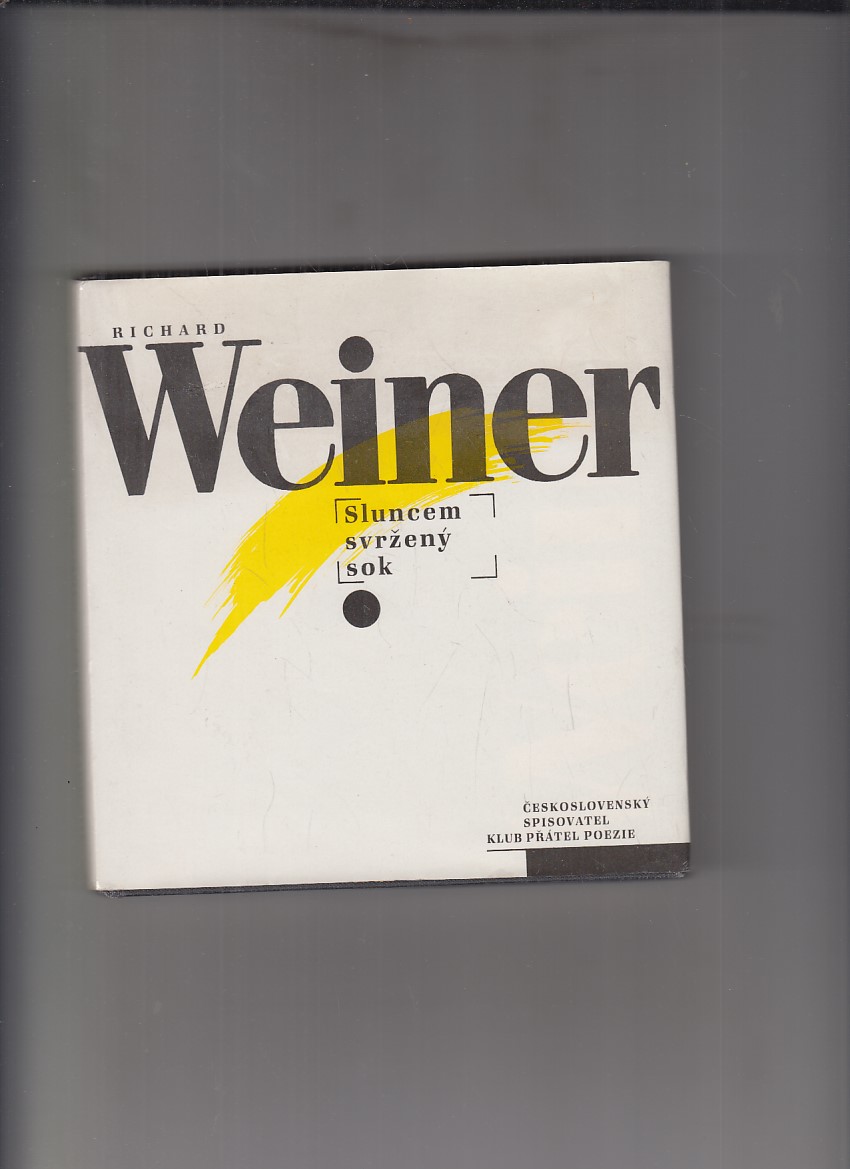 RICHARD
Weiner
Sluncem
svržený
sok
ČESKOSLOVENSKÝ
SPISOVATEL
KLUB PŘÁTEL POEZIE